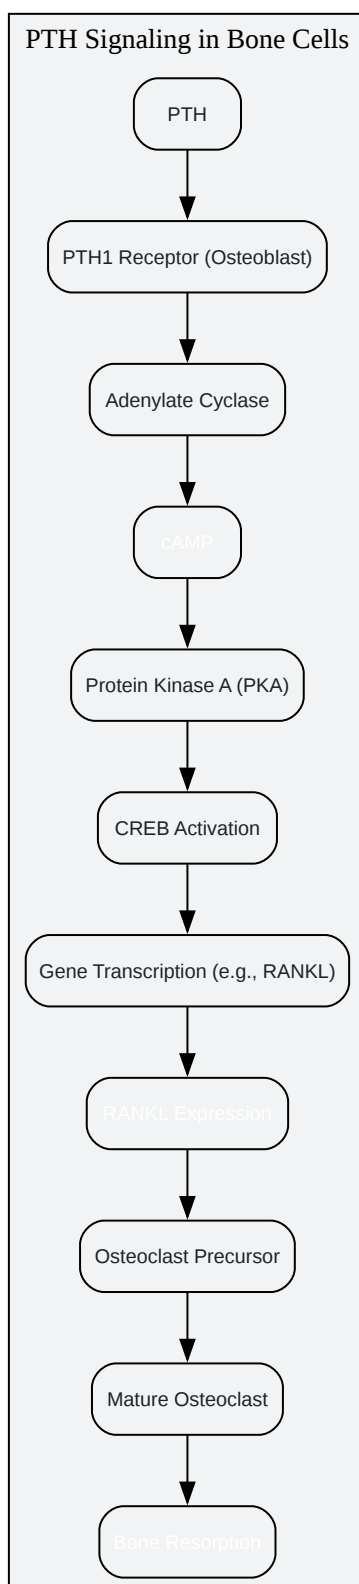 PTH Signaling in Bone Cells
PTH
PTH1 Receptor (Osteoblast)
Adenylate Cyclase
cAMP
Protein Kinase A (PKA)
CREB Activation
Gene Transcription (e.g., RANKL)
RANKL Expression
Osteoclast Precursor
Mature Osteoclast
Bone Resorption